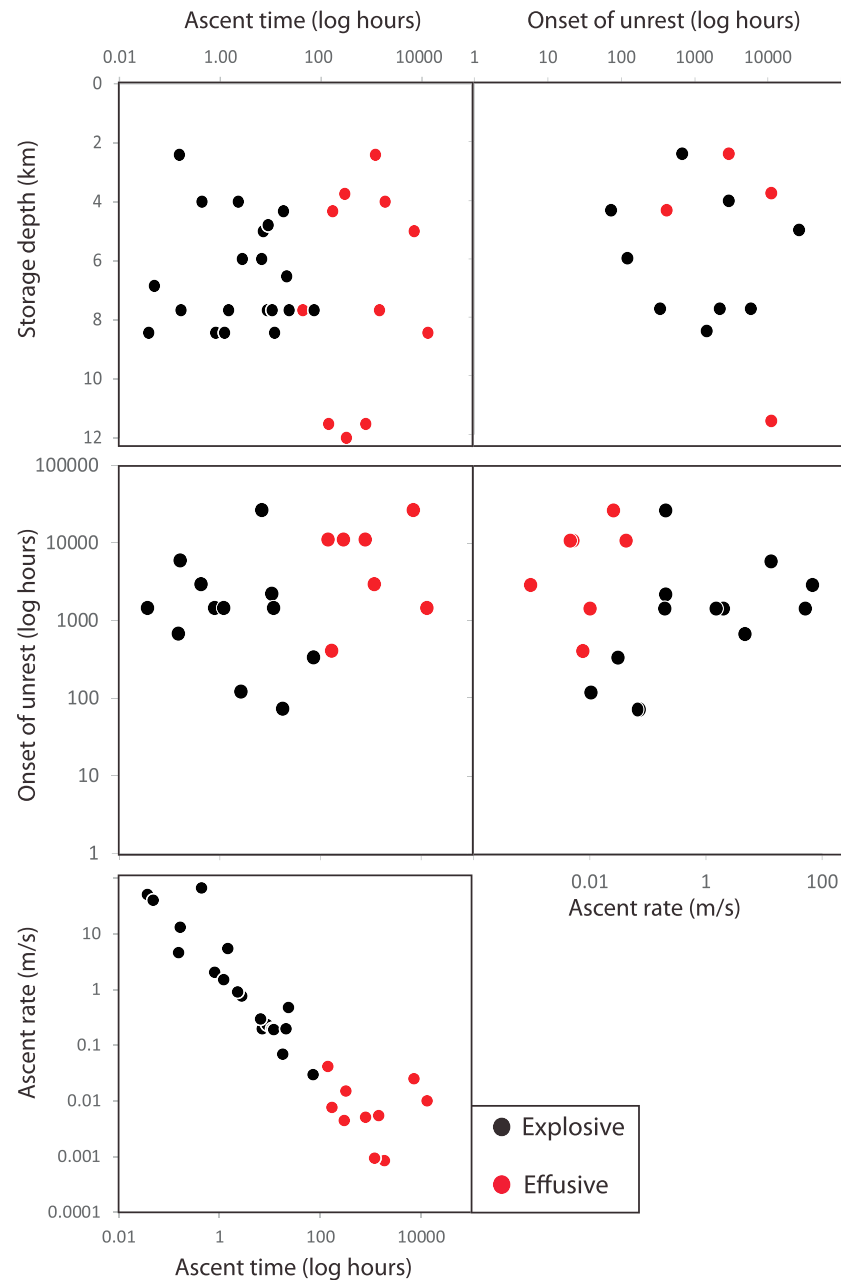 Ascent time (log hours) Onset of unrest (log hours)
0.01 1.00 100 10000 1 10 100 1000 10000
0
2
4
6
8
10
12
Storage depth (km)
100000
10000
1000
100
10
1
Onset of unrest (log hours)
0.01 1 100
Ascent rate (m/s)
10
1
0.1
0.01
0.001
0.0001
Ascent rate (m/s)
Explosive
Effusive
0.01 1 100 10000
Ascent time (log hours)